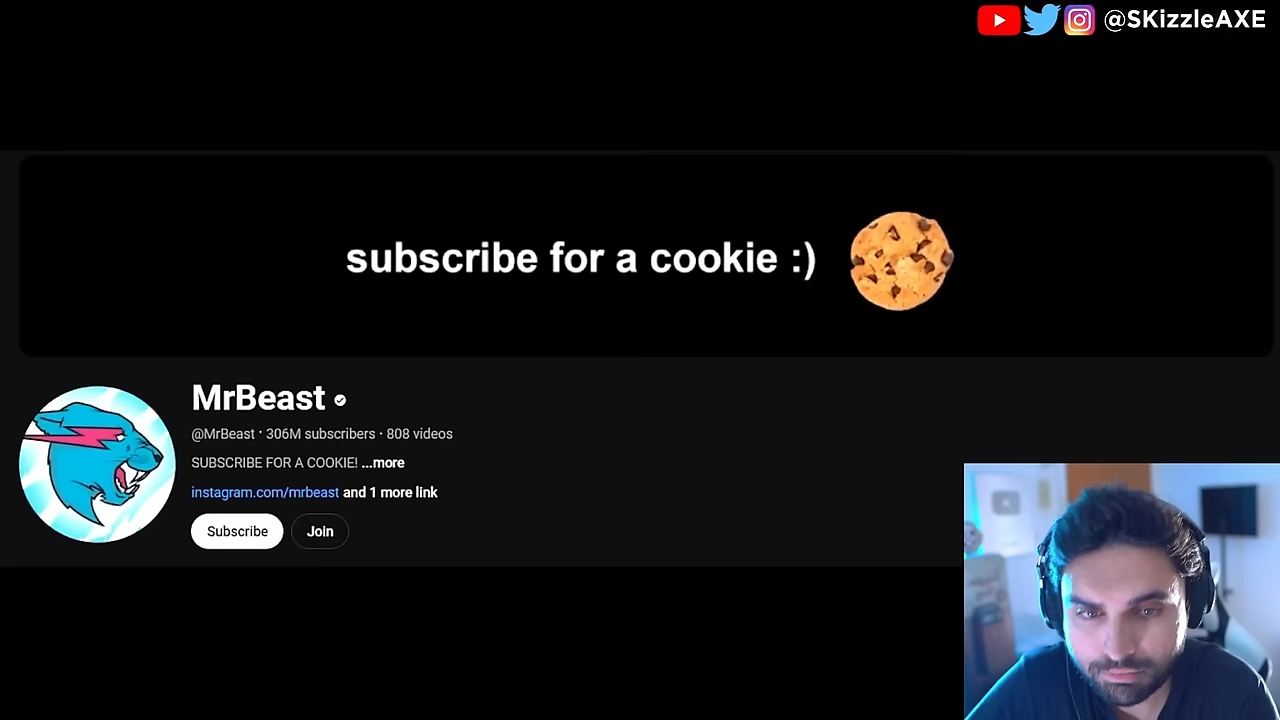 @SKizzleAXE
subscribe for a cookie :)
MrBeast
@MrBeast · 306M subscribers · 808 videos
SUBSCRIBE FOR A COOKIE! ...more
instagram.com/mrbeast and 1 more link
Subscribe Join